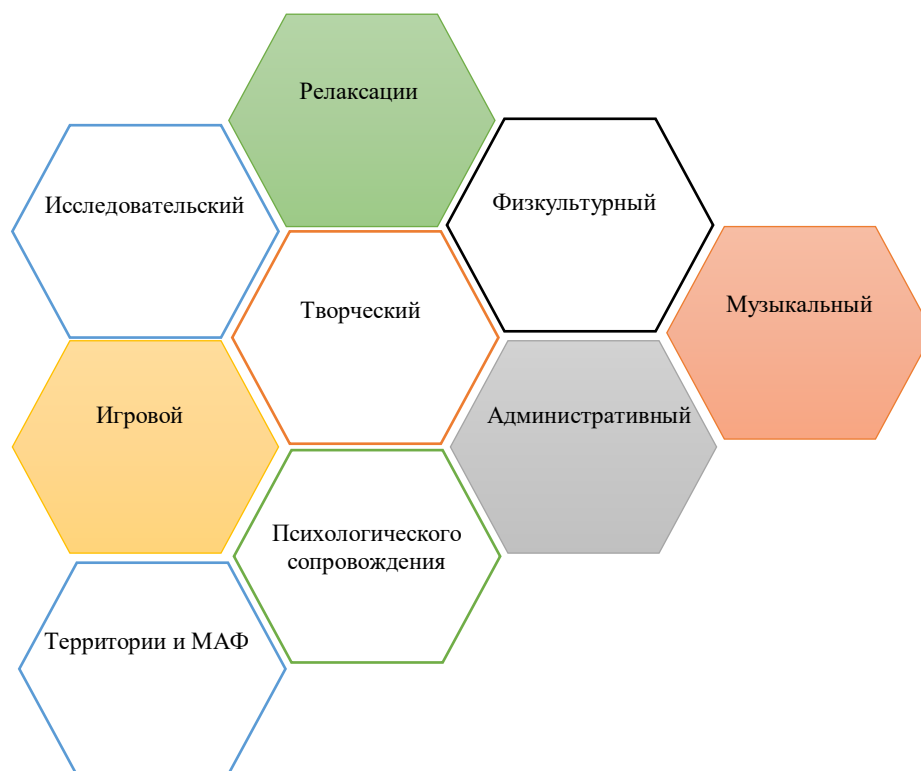 Релаксации
Исследовательский
Физкультурный
Творческий
Музыкальный
Игровой
Административный
Психологического
сопровождения
Территории и МАФ